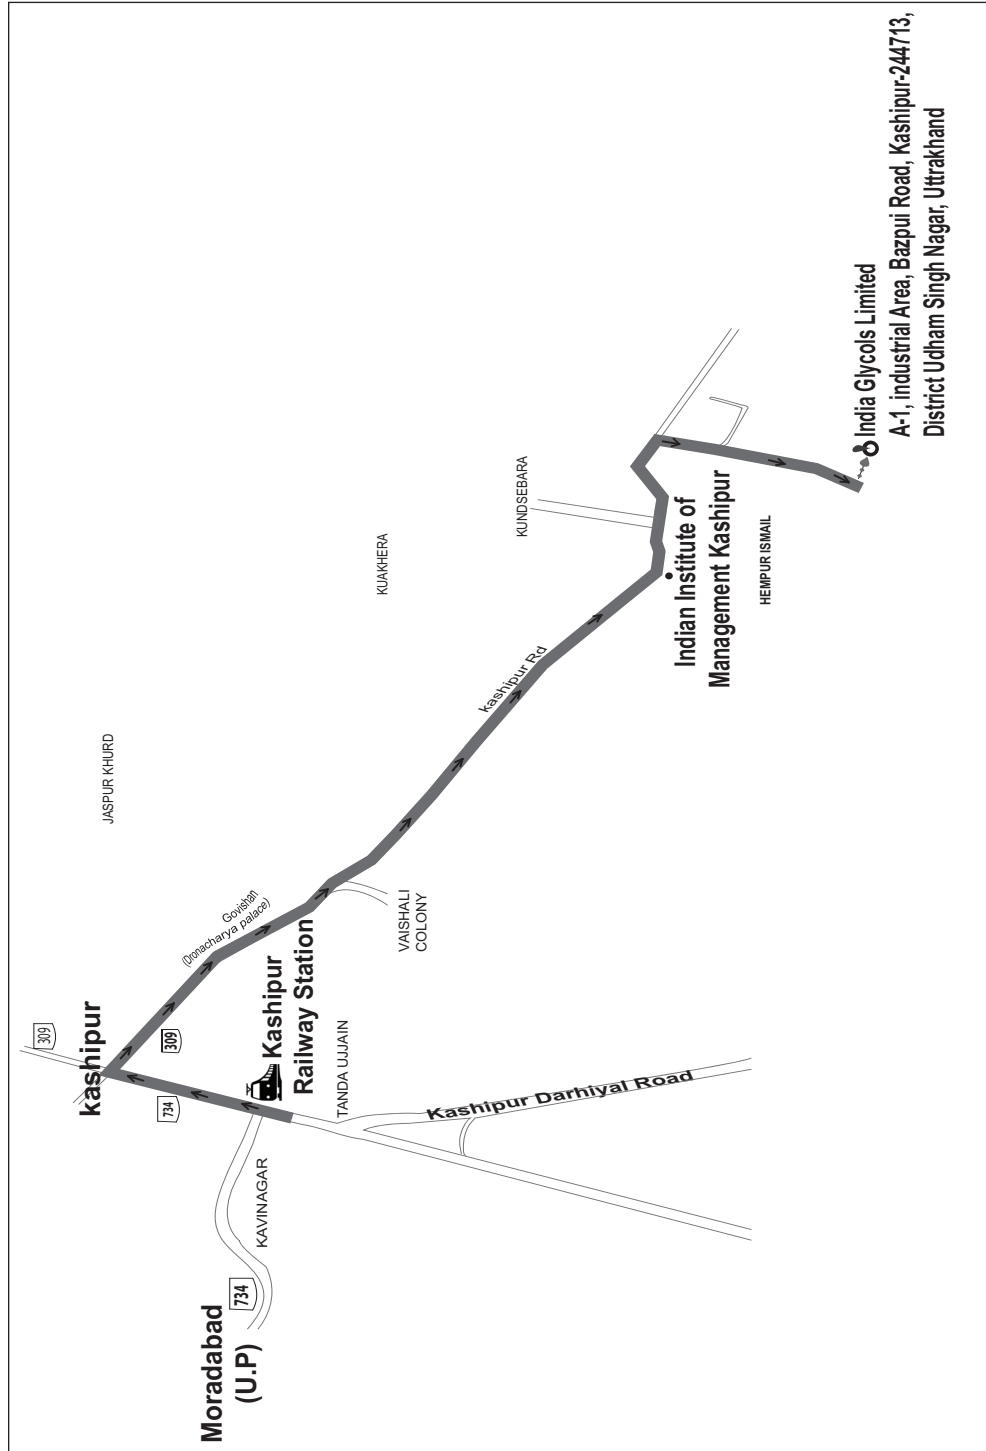 309
kashipur
734
309
Govishan
(Dronacharya palace)
JASPUR KHURD
Kashipur
Railway Station
Moradabad
(U.P)
734
KAVINAGAR
TANDA UJJAIN
VAISHALI
COLONY
KUAKHERA
Kashipur Darhiyal Road
kashipur Rd
KUNDSEBARA
Indian Institute of
Management Kashipur
HEMPUR ISMAIL
India Glycols Limited
A-1, industrial Area, Bazpui Road, Kashipur-244713,
District Udham Singh Nagar, Uttrakhand